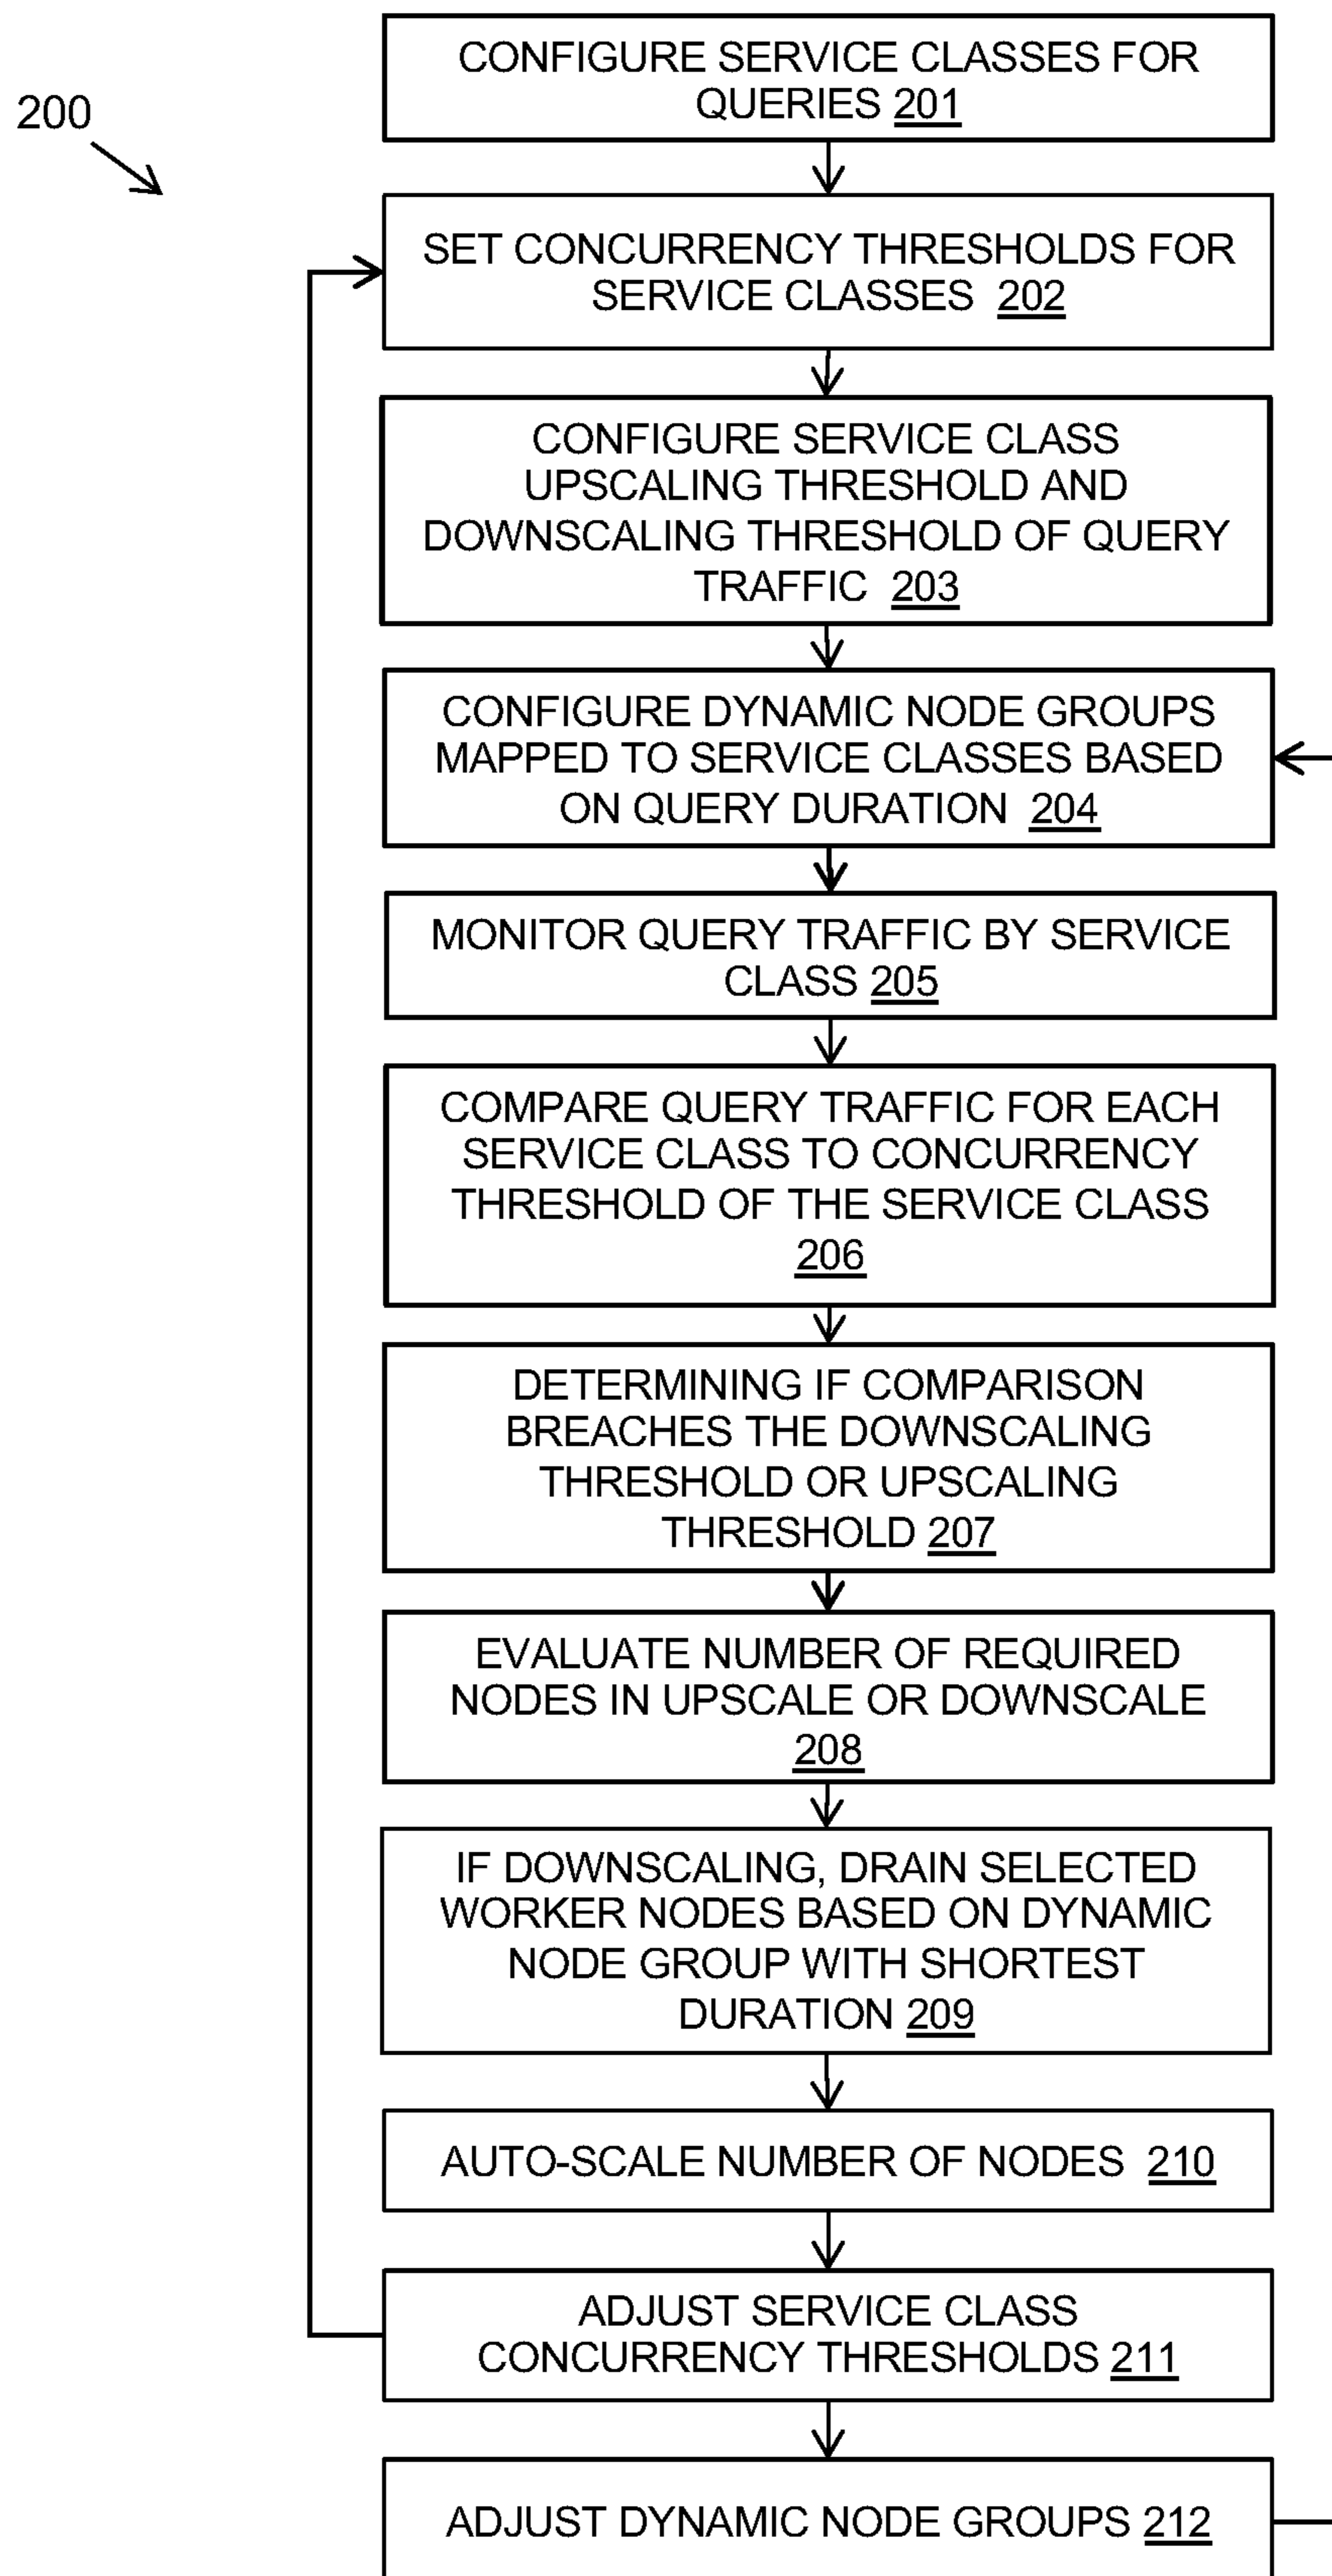 200
CONFIGURE SERVICE CLASSES FOR
QUERIES 201
SET CONCURRENCY THRESHOLDS FOR
SERVICE CLASSES 202
CONFIGURE SERVICE CLASS
UPSCALING THRESHOLD AND
DOWNSCALING THRESHOLD OF QUERY
TRAFFIC 203
CONFIGURE DYNAMIC NODE GROUPS
MAPPED TO SERVICE CLASSES BASED
ON QUERY DURATION 204
MONITOR QUERY TRAFFIC BY SERVICE
CLASS 205
COMPARE QUERY TRAFFIC FOR EACH
SERVICE CLASS TO CONCURRENCY
THRESHOLD OF THE SERVICE CLASS
206
DETERMINING IF COMPARISON
BREACHES THE DOWNSCALING
THRESHOLD OR UPSCALING
THRESHOLD 207
EVALUATE NUMBER OF REQUIRED
NODES IN UPSCALE OR DOWNSCALE
208
IF DOWNSCALING, DRAIN SELECTED
WORKER NODES BASED ON DYNAMIC
NODE GROUP WITH SHORTEST
DURATION 209
AUTO-SCALE NUMBER OF NODES 210
ADJUST SERVICE CLASS
CONCURRENCY THRESHOLDS 211
ADJUST DYNAMIC NODE GROUPS 212